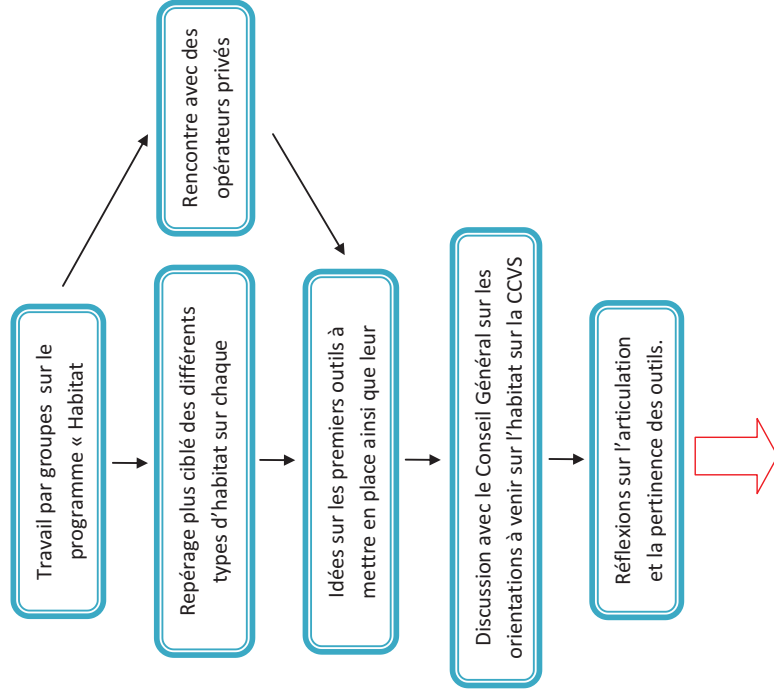 Travail par groupes sur le
programme « Habitat
Rencontre avec des
opérateurs privés
Repérage plus ciblé des différents
types d’habitat sur chaque
Idées sur les premiers outils à
mettre en place ainsi que leur
Discussion avec le Conseil Général sur les
orientations à venir sur l’habitat sur la CCVS
Réflexions sur l’articulation
et la pertinence des outils.